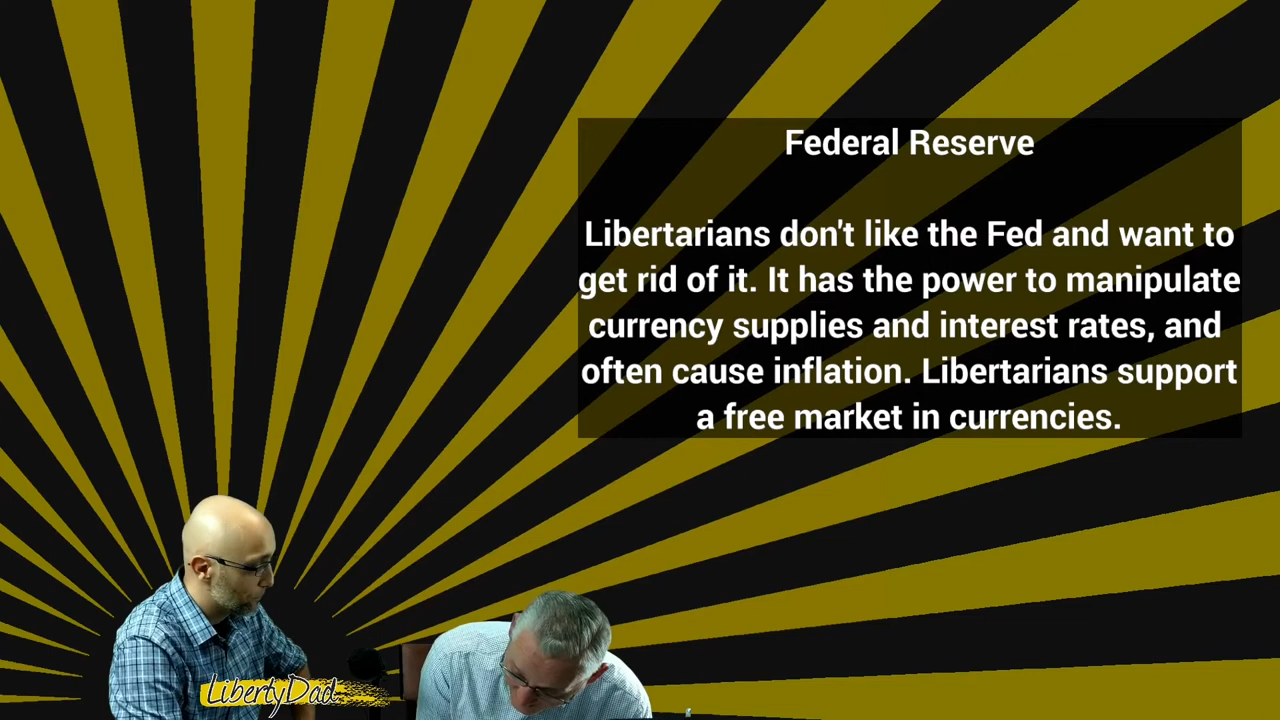 Federal Reserve
Libertarians don't like the Fed and want to
get rid of it. It has the power to manipulate
currency supplies and interest rates, and
often cause inflation. Libertarians support
a free market in currencies.
LibertyDad